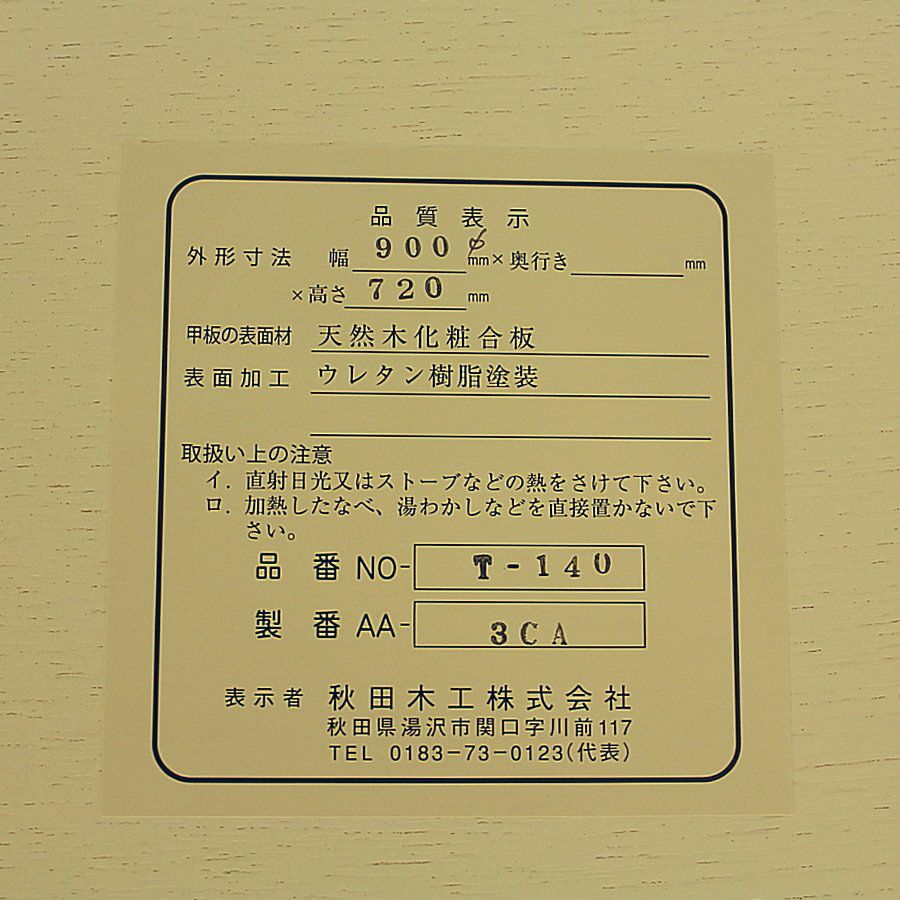 品質表示
外形寸法 幅 900φ mm × 奥行き mm
×高さ 720 mm
甲板の表面材 天然木化粧合板
表面加工 ウレタン樹脂塗装
取扱い上の注意
イ. 直射日光又はストーブなどの熱をさけて下さい。
ロ. 加熱したなべ、湯わかしなどを直接置かないで下
さい。
品番 NO- T-140
製番 AA- 3CA
表示者 秋田木工株式会社
秋田県湯沢市関口字川前117
TEL 0183-73-0123(代表)